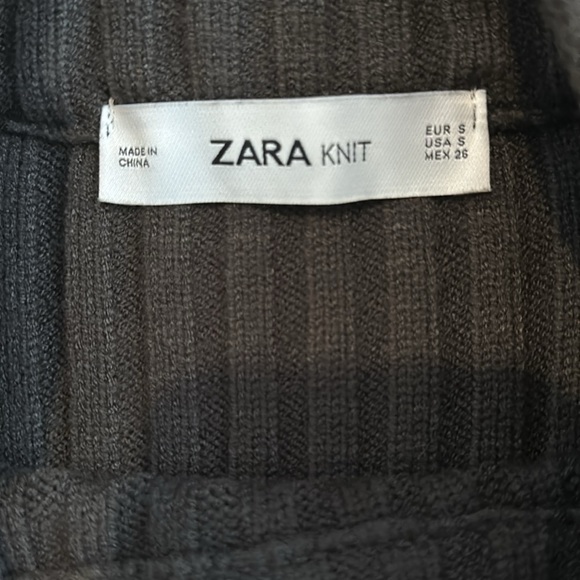 MADE IN
CHINA
ZARA KNIT
EUR S
USA S
MEX 26